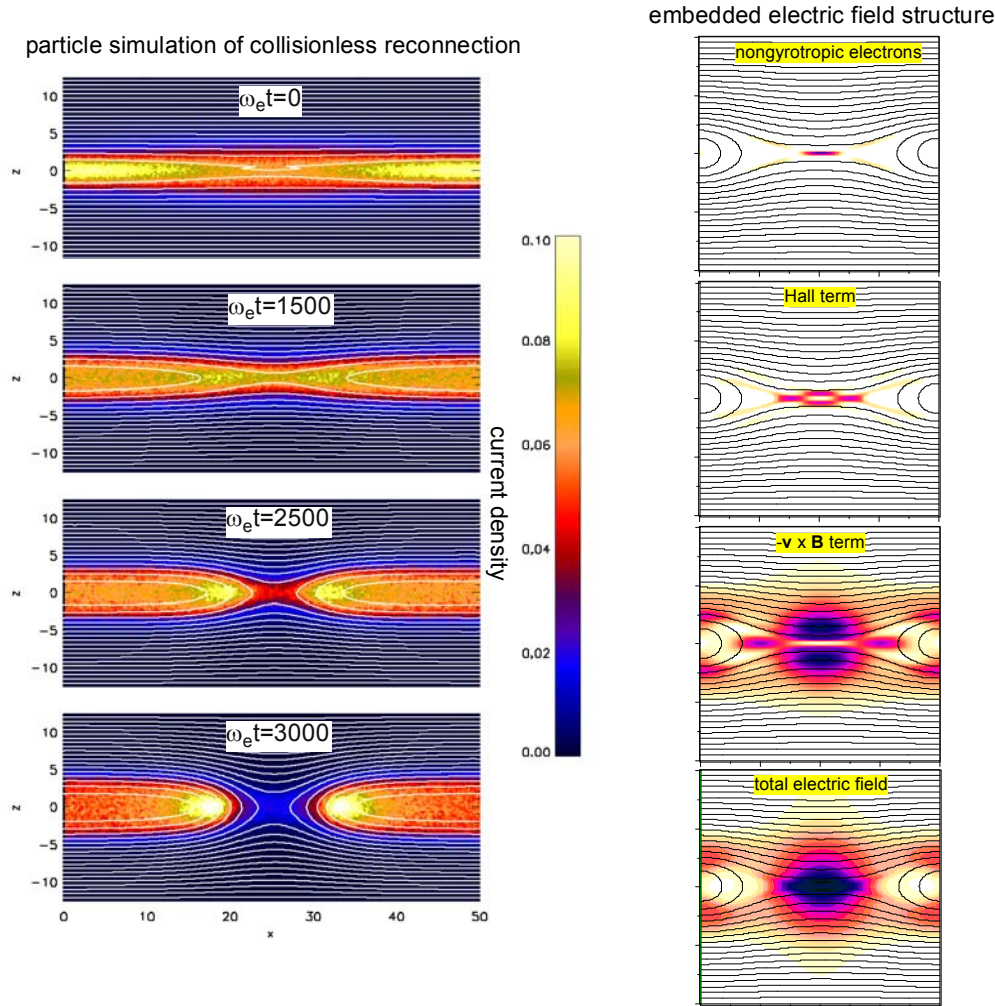 embedded electric field structure
particle simulation of collisionless reconnection
nongyrotropic electrons
ωet=0
10
5
0
−5
−10
z
Hall term
ωet=1500
10
5
0
−5
−10
z
0.10
0.08
0.06
0.04
0.02
0.00
current density
-v x B term
ωet=2500
10
5
0
−5
−10
z
total electric field
ωet=3000
10
5
0
−5
−10
z
0 10 20 30 40 50
x